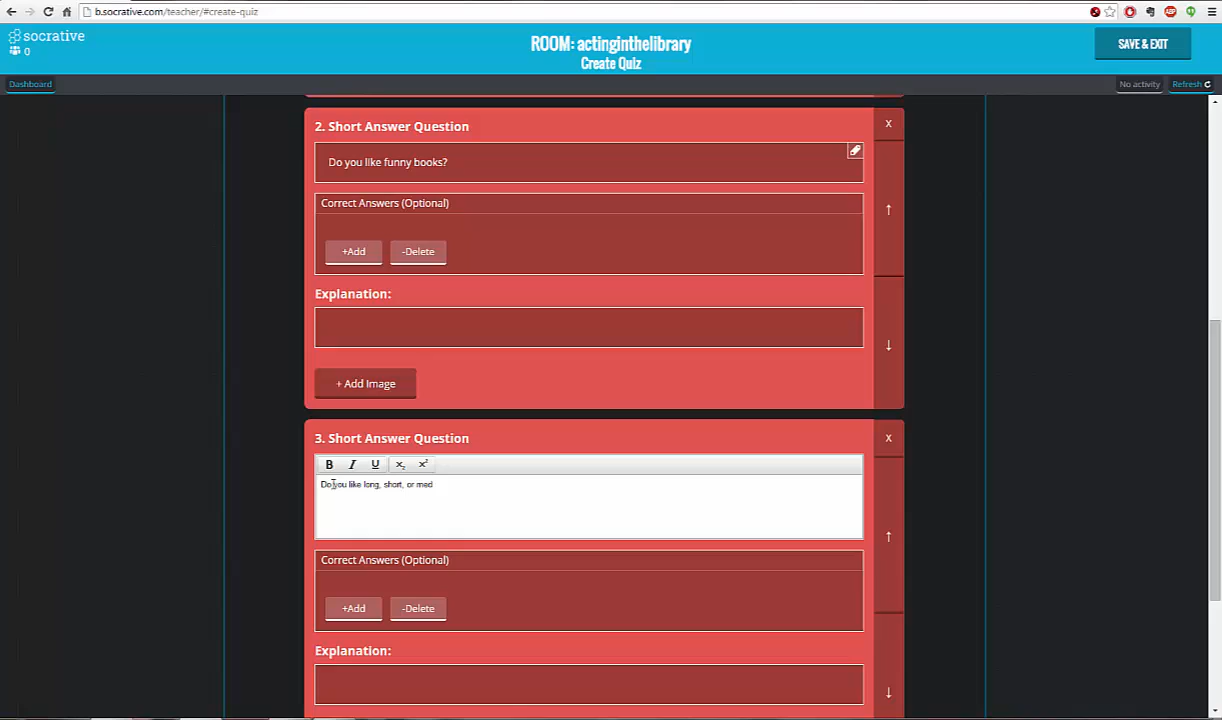 b.socrative.com/teacher/#create-quiz
socrative
0
ROOM: actinginthelibrary
Create Quiz
SAVE & EXIT
Dashboard
No activity
Refresh
2. Short Answer Question
X
Do you like funny books?
Correct Answers (Optional)
+Add
-Delete
Explanation:
+ Add Image
3. Short Answer Question
X
B I U x₂ x²
Do you like long, short, or med
Correct Answers (Optional)
+Add
-Delete
Explanation: